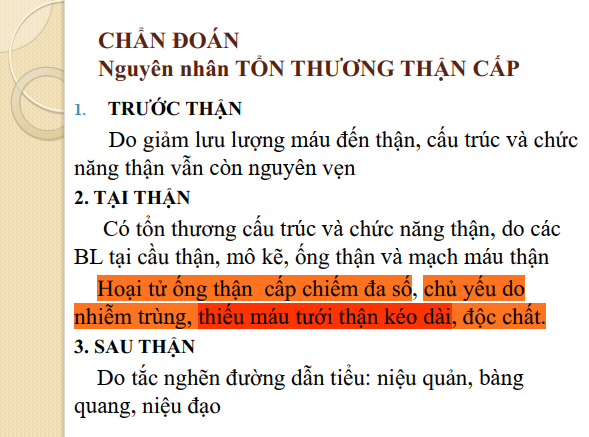 CHẨN ĐOÁN
Nguyên nhân TỔN THƯƠNG THẬN CẤP
1. TRƯỚC THẬN
Do giảm lưu lượng máu đến thận, cấu trúc và chức
năng thận vẫn còn nguyên vẹn
2. TẠI THẬN
Có tổn thương cấu trúc và chức năng thận, do các
BL tại cầu thận, mô kẽ, ống thận và mạch máu thận
Hoại tử ống thận cấp chiếm đa số, chủ yếu do
nhiễm trùng, thiếu máu tưới thận kéo dài, độc chất.
3. SAU THẬN
Do tắc nghẽn đường dẫn tiểu: niệu quản, bàng
quang, niệu đạo